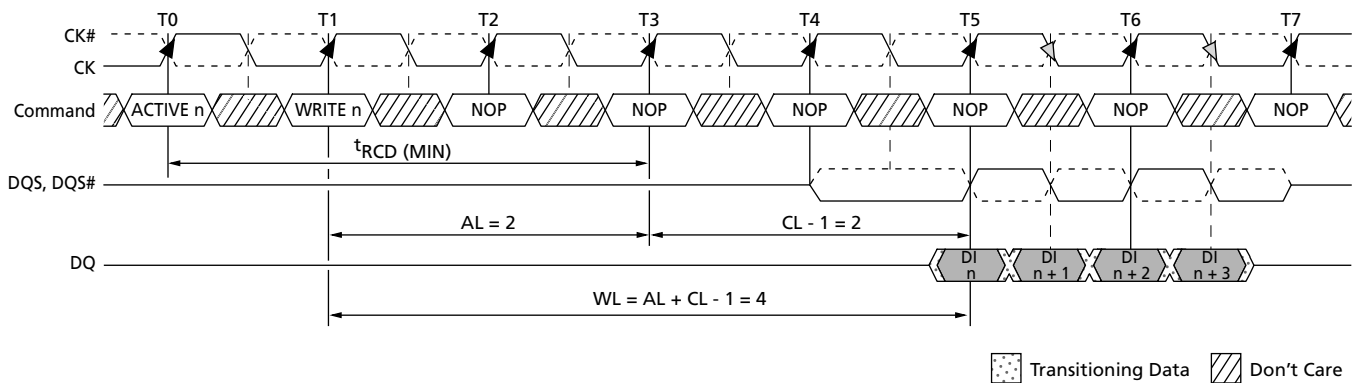 T0 T1 T2 T3 T4 T5 T6 T7
CK#
CK
Command ACTIVE n WRITE n NOP NOP NOP NOP NOP NOP
tRCD (MIN)
DQS, DQS#
AL = 2 CL - 1 = 2
DQ DI n DI n + 1 DI n + 2 DI n + 3
WL = AL + CL - 1 = 4
Transitioning Data Don't Care